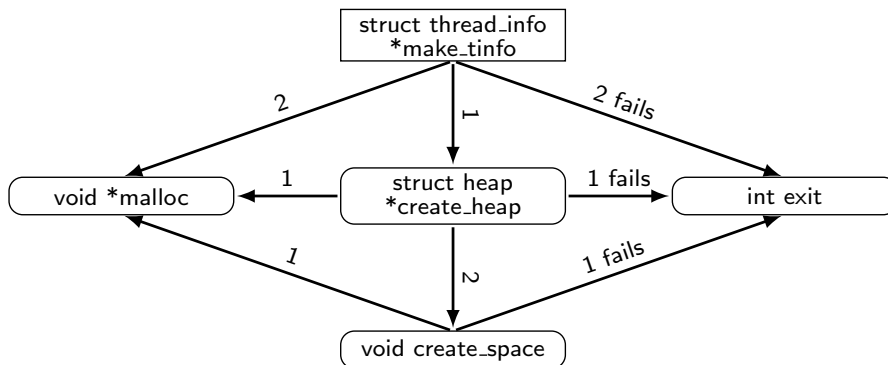 struct thread_info
*make_tinfo
2
1
2 fails
void *malloc
1
struct heap
*create_heap
1 fails
int exit
1
2
1 fails
void create_space